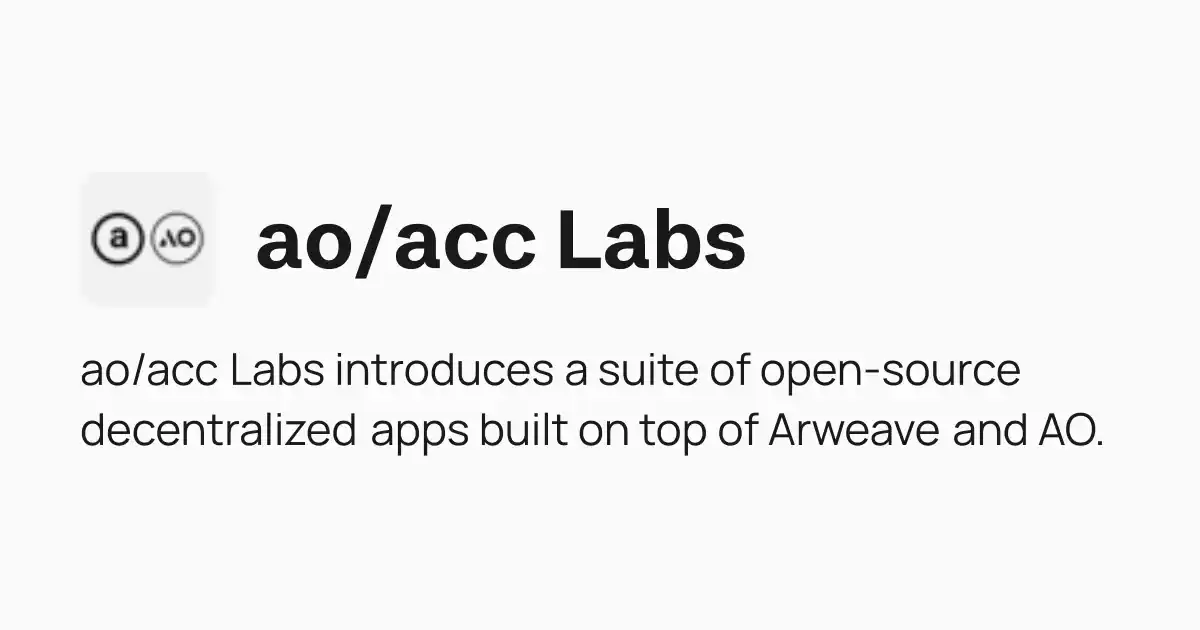 a AO
ao/acc Labs
ao/acc Labs introduces a suite of open-source
decentralized apps built on top of Arweave and AO.